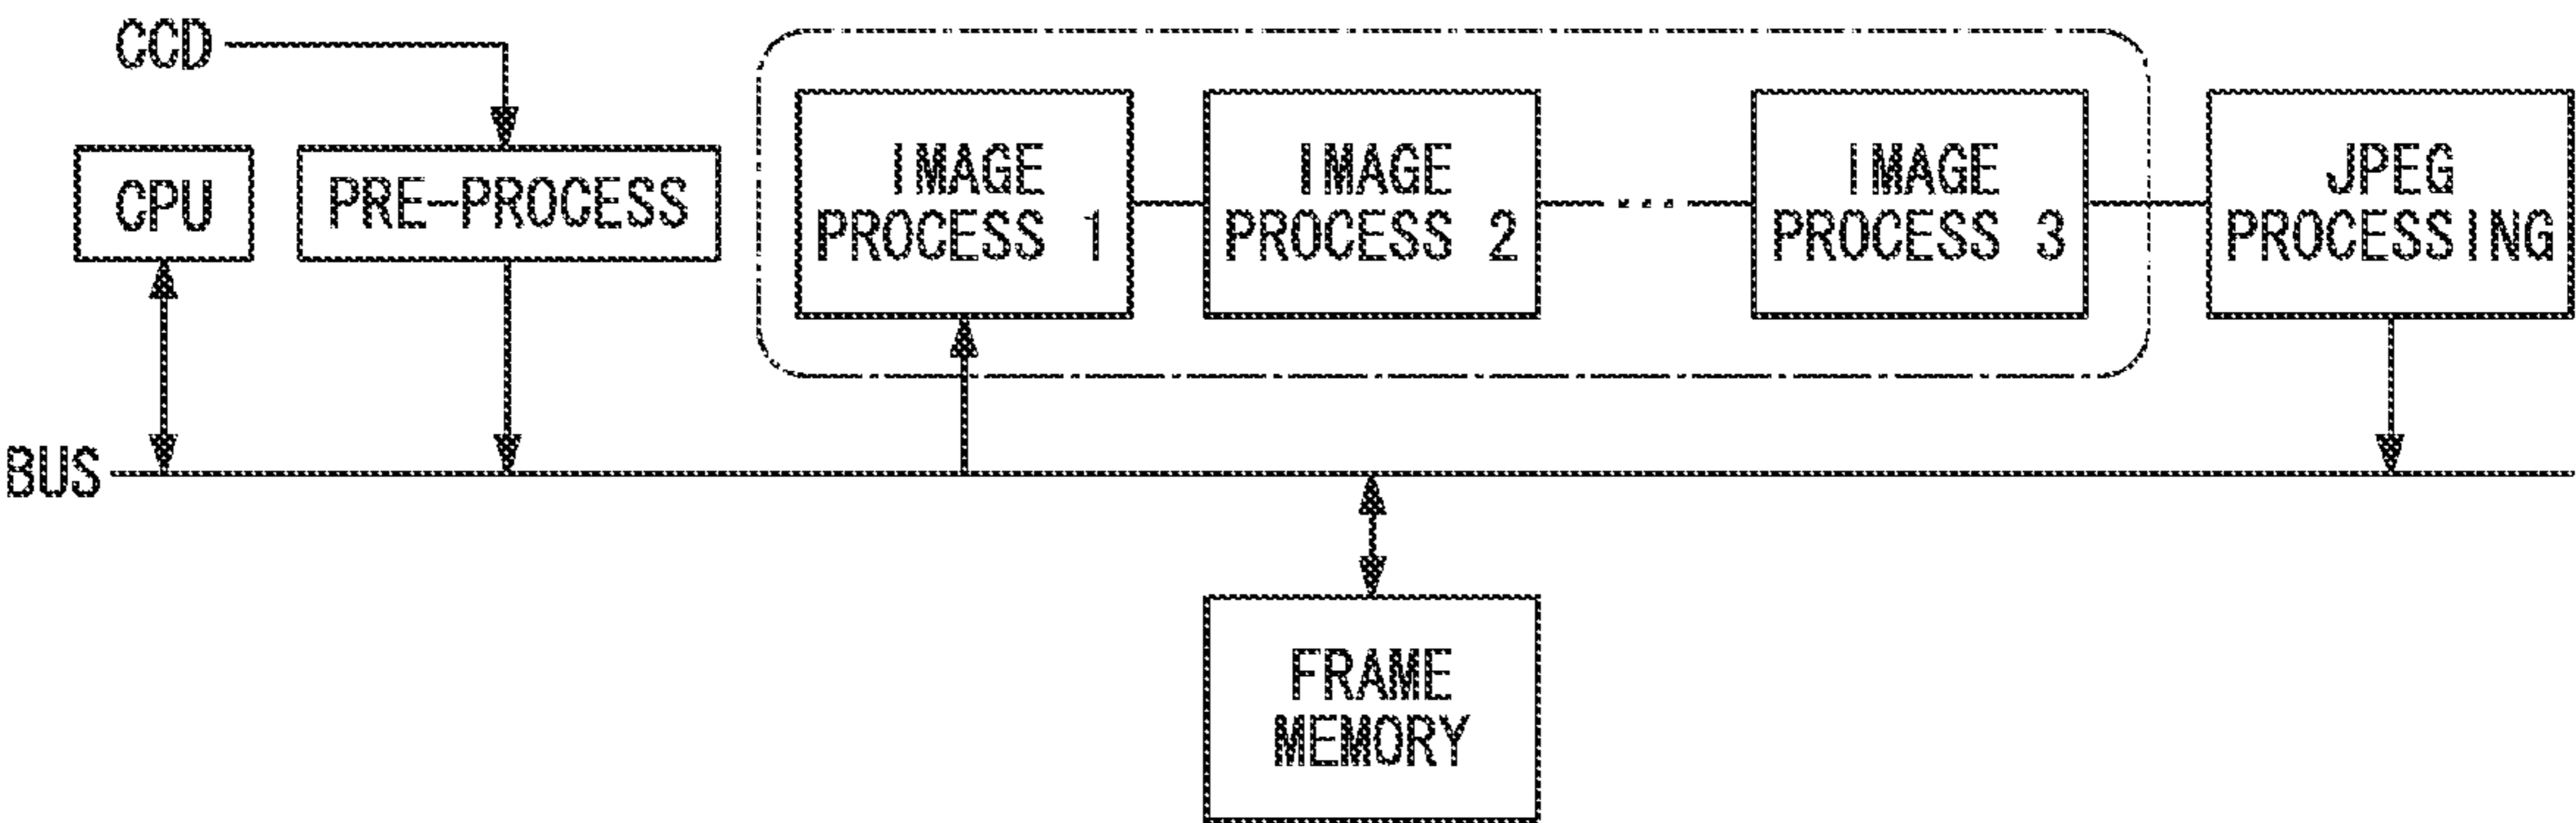 CCD
CPU
PRE-PROCESS
IMAGE
PROCESS 1
IMAGE
PROCESS 2
...
IMAGE
PROCESS 3
JPEG
PROCESSING
BUS
FRAME
MEMORY